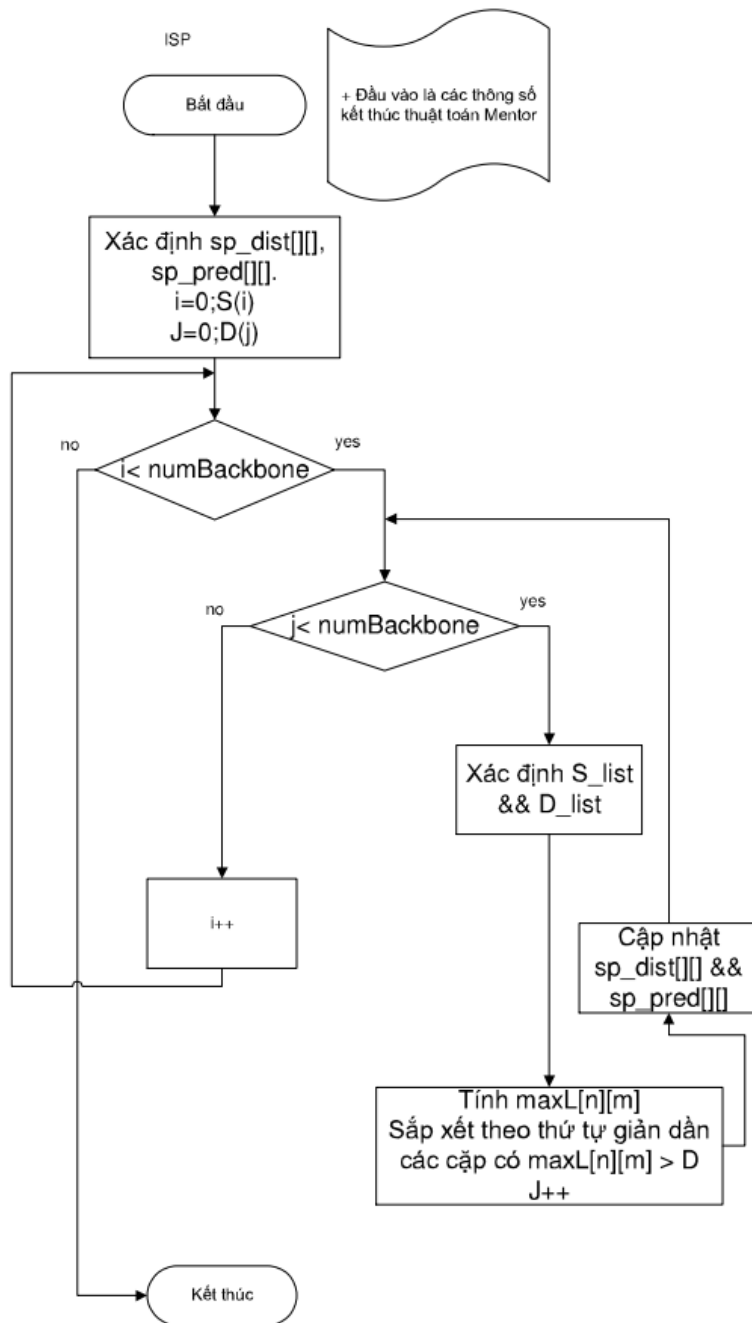 ISP
Bắt đầu
+ Đầu vào là các thông số
kết thúc thuật toán Mentor
Xác định sp_dist[][],
sp_pred[][].
i=0;S(i)
J=0;D(j)
no
yes
i< numBackbone
no
yes
j< numBackbone
Xác định S_list
&& D_list
i++
Cập nhật
sp_dist[][] &&
sp_pred[][]
Tính maxL[n][m]
Sắp xết theo thứ tự giản dần
các cặp có maxL[n][m] > D
J++
Kết thúc